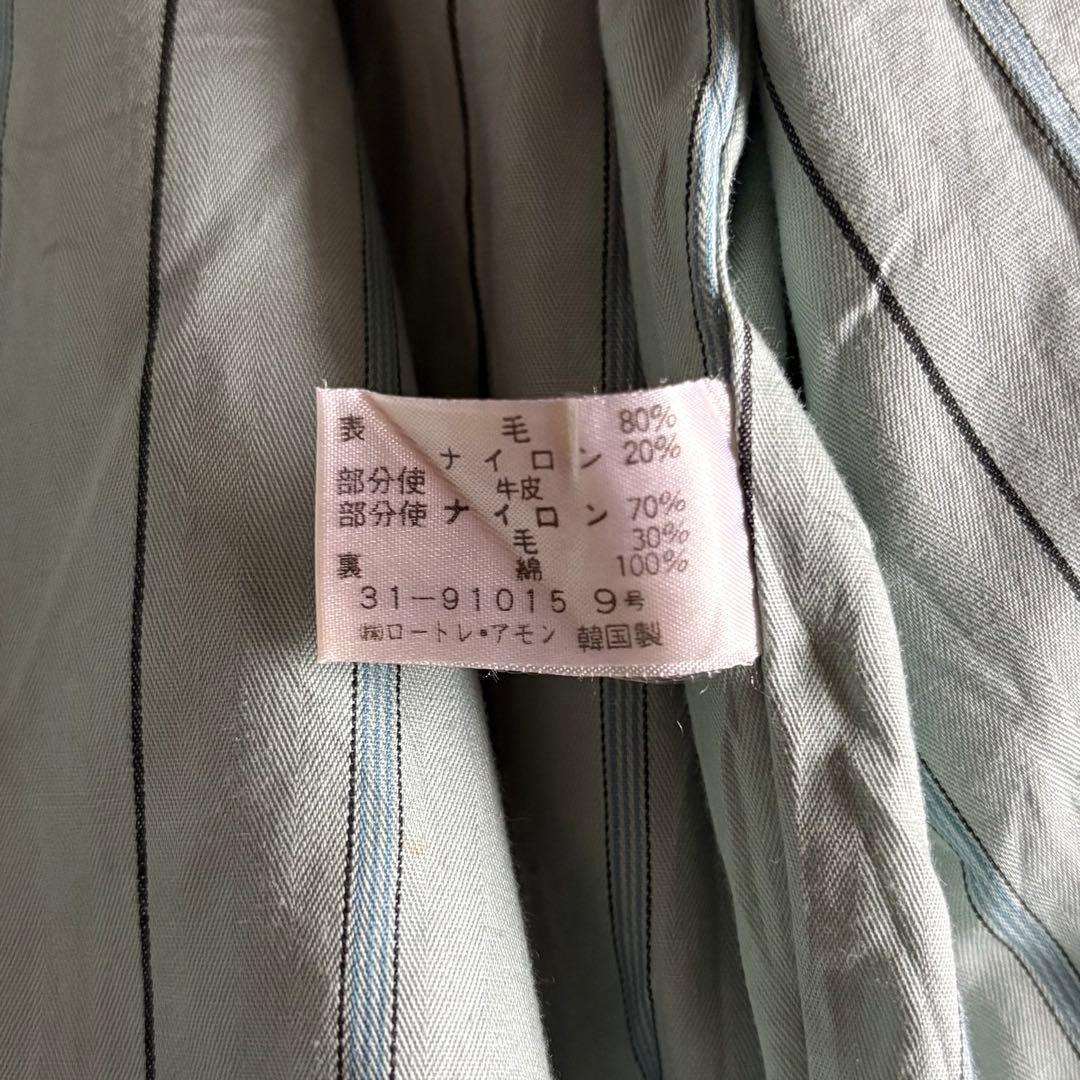 表 毛 80%
ナイロン 20%
部分使 牛皮
部分使 ナイロン 70%
毛 30%
裏 綿 100%
31-91015 9号
㈱ロートレ・アモン 韓国製